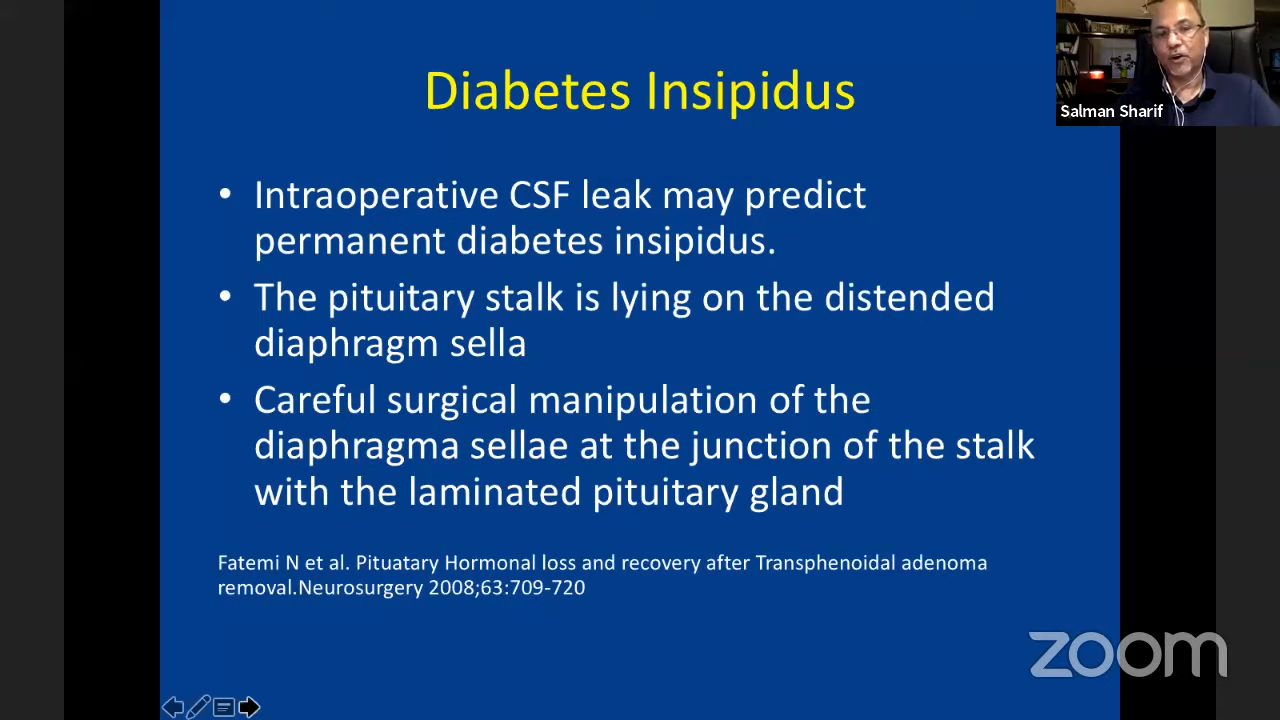 Diabetes Insipidus
Salman Sharif
• Intraoperative CSF leak may predict
permanent diabetes insipidus.
• The pituitary stalk is lying on the distended
diaphragm sella
• Careful surgical manipulation of the
diaphragma sellae at the junction of the stalk
with the laminated pituitary gland
Fatemi N et al. Pituatary Hormonal loss and recovery after Transphenoidal adenoma
removal.Neurosurgery 2008;63:709-720
zoom